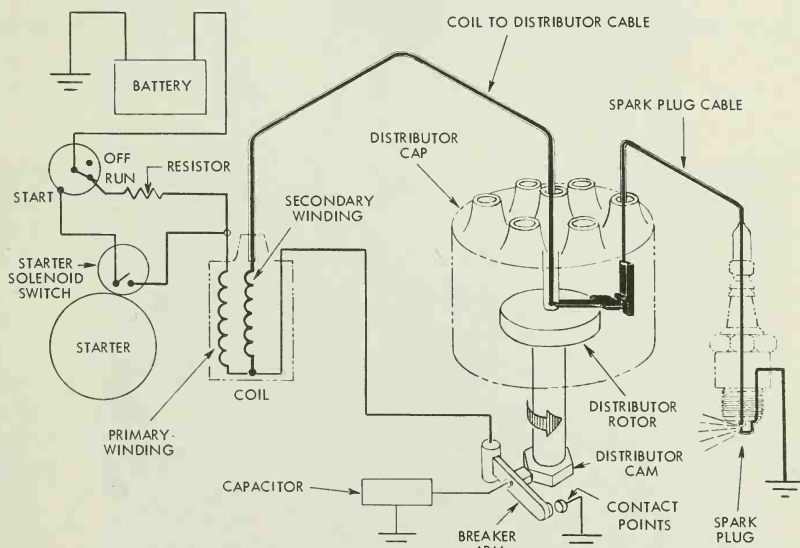 COIL TO DISTRIBUTOR CABLE
BATTERY
SPARK PLUG CABLE
DISTRIBUTOR
CAP
OFF
RUN
RESISTOR
START
SECONDARY
WINDING
STARTER
SOLENOID
SWITCH
STARTER
COIL
PRIMARY-
WINDING
DISTRIBUTOR
ROTOR
DISTRIBUTOR
CAM
CAPACITOR
CONTACT
POINTS
BREAKER
SPARK
PLUG